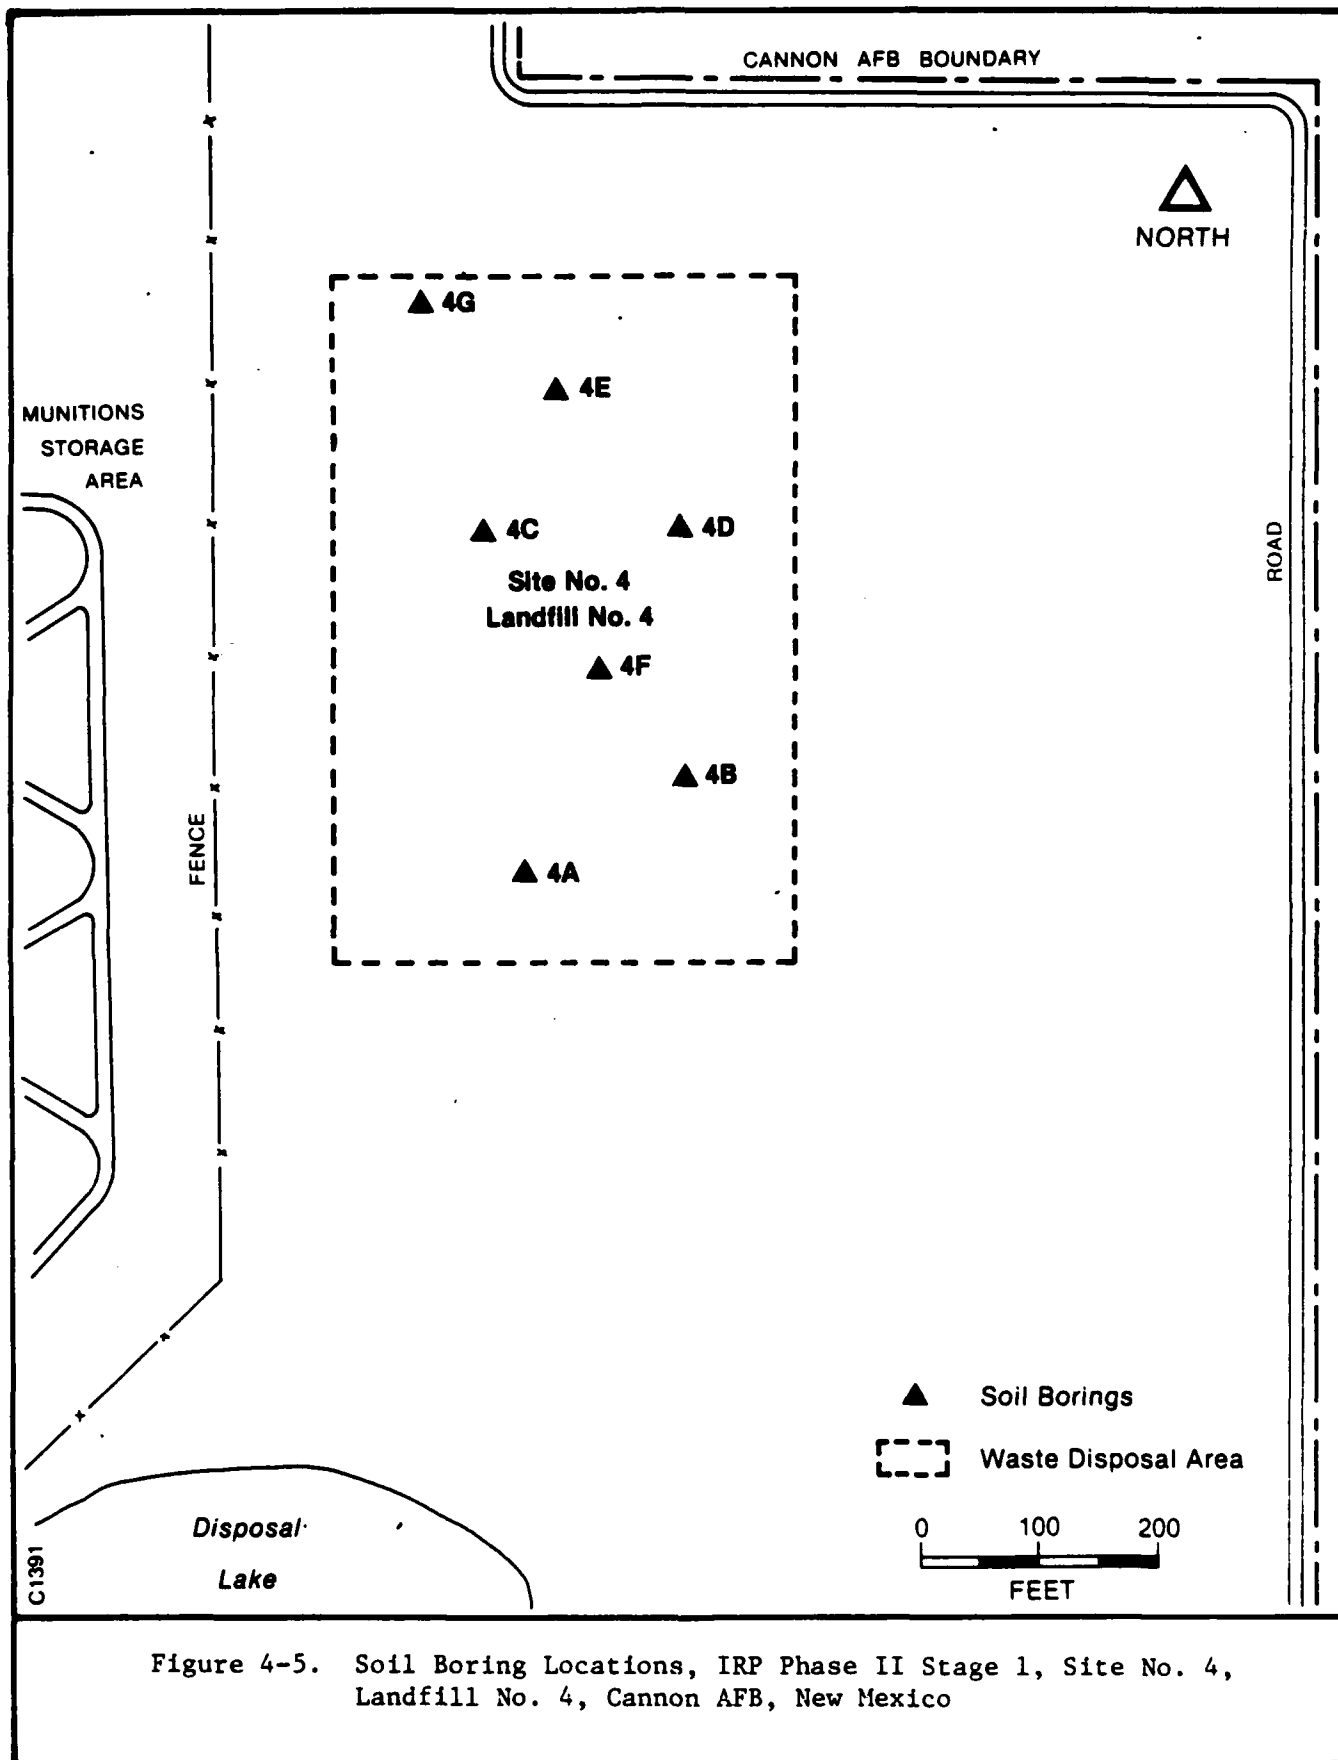 CANNON AFB BOUNDARY
NORTH
4G
4E
MUNITIONS
STORAGE
AREA
4C
4D
Site No. 4
Landfill No. 4
ROAD
4F
4B
FENCE
4A
Soil Borings
Waste Disposal Area
Disposal
Lake
0 100 200
FEET
C1391
Figure 4-5. Soil Boring Locations, IRP Phase II Stage 1, Site No. 4,
Landfill No. 4, Cannon AFB, New Mexico